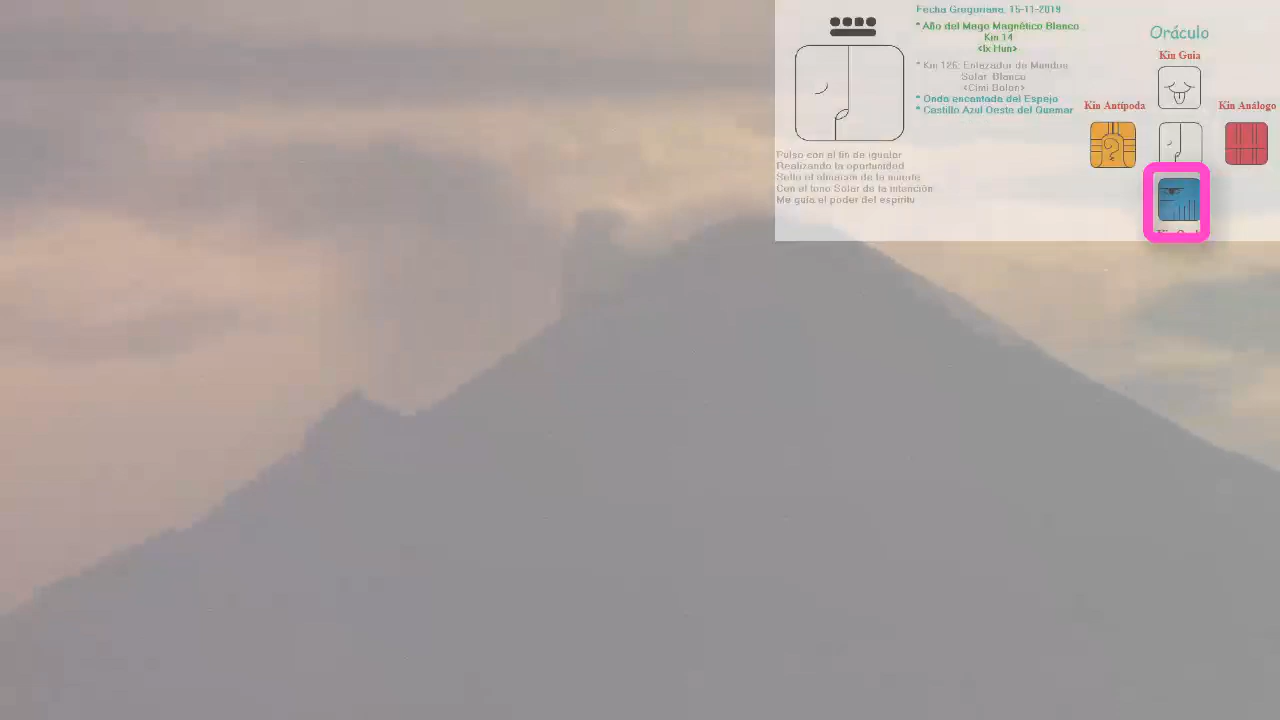 Fecha Gregoriana: 15-11-2019
* Año del Mago Magnético Blanco
Kin 14
<Ix Hun>
* Kin 126: Enlazador de Mundos
Solar Blanco
<Cimi Bolon>
* Onda encantada del Espejo
* Castillo Azul Oeste del Quemar
Pulso con el fin de igualar
Realizando la oportunidad
Sello el almacén de la muerte
Con el tono Solar de la intención
Me guía el poder del espíritu
Oráculo
Kin Guia
Kin Antípoda
Kin Análogo